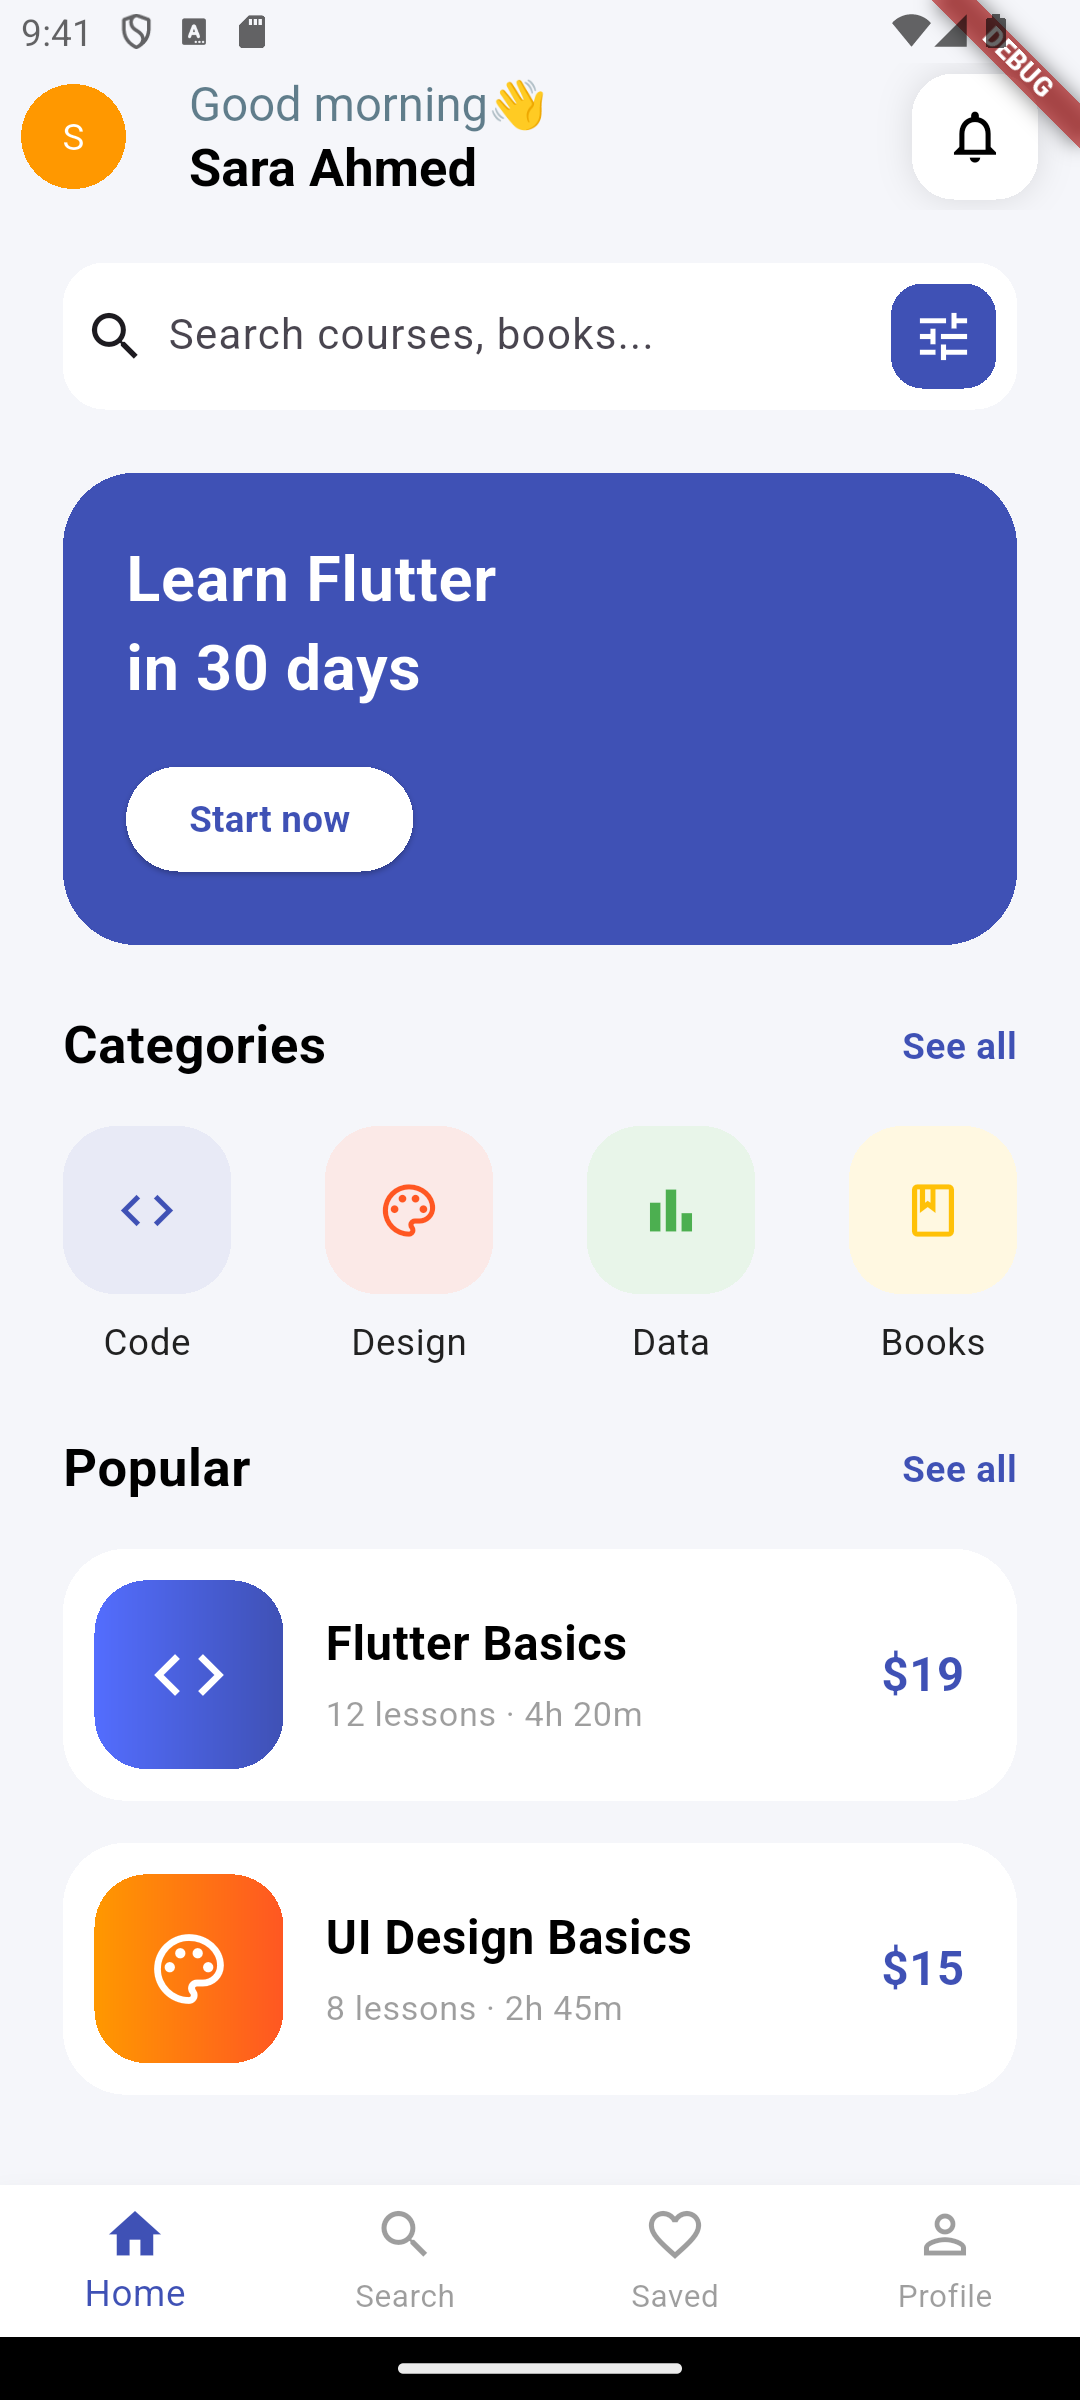 9:41
DEBUG
S
Good morning👋
Sara Ahmed
Search courses, books...
Learn Flutter
in 30 days
Start now
Categories
See all
Code
Design
Data
Books
Popular
See all
Flutter Basics
12 lessons · 4h 20m
$19
UI Design Basics
8 lessons · 2h 45m
$15
Home
Search
Saved
Profile